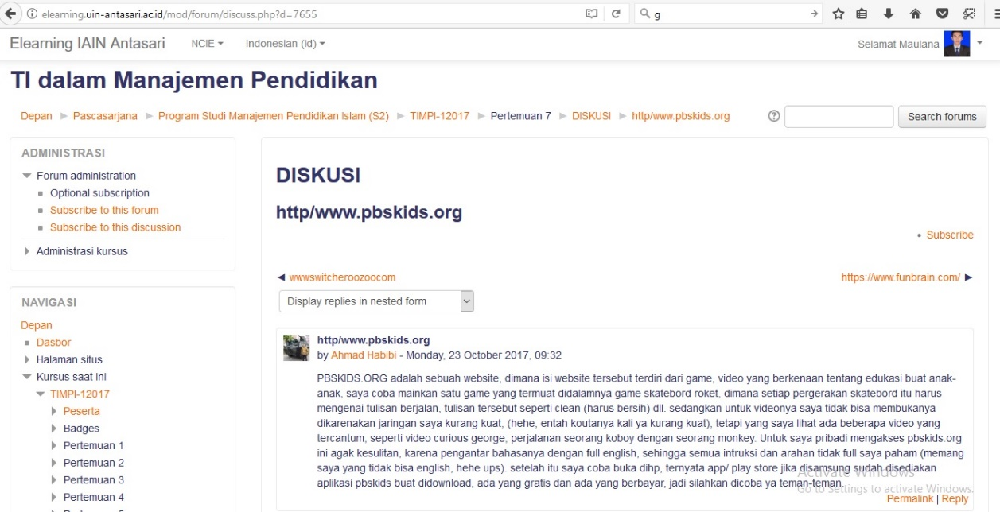 elearning.uin-antasari.ac.id/mod/forum/discuss.php?d=7655
g
Elearning IAIN Antasari
NCIE
Indonesian (id)
Selamat Maulana
TI dalam Manajemen Pendidikan
Depan ► Pascasarjana ► Program Studi Manajemen Pendidikan Islam (S2) ► TIMPI-12017 ► Pertemuan 7 ► DISKUSI ► http/www.pbskids.org
Search forums
ADMINISTRASI
Forum administration
Optional subscription
Subscribe to this forum
Subscribe to this discussion
Administrasi kursus
NAVIGASI
Depan
Dasbor
Halaman situs
Kursus saat ini
TIMPI-12017
Peserta
Badges
Pertemuan 1
Pertemuan 2
Pertemuan 3
Pertemuan 4
DISKUSI
http/www.pbskids.org
• Subscribe
◄ wwwswitcheroozoocom
https://www.funbrain.com/ ►
Display replies in nested form
http/www.pbskids.org
by Ahmad Habibi - Monday, 23 October 2017, 09:32
PBSKIDS.ORG adalah sebuah website, dimana isi website tersebut terdiri dari game, video yang berkenaan tentang edukasi buat anak-
anak, saya coba mainkan satu game yang termuat didalamnya game skatebord roket, dimana setiap pergerakan skatebord itu harus
mengenai tulisan berjalan, tulisan tersebut seperti clean (harus bersih) dll. sedangkan untuk videonya saya tidak bisa membukanya
dikarenakan jaringan saya kurang kuat, (hehe, entah koutanya kali ya kurang kuat), tetapi yang saya lihat ada beberapa video yang
tercantum, seperti video curious george, perjalanan seorang koboy dengan seorang monkey. Untuk saya pribadi mengakses pbskids.org
ini agak kesulitan, karena pengantar bahasanya dengan full english, sehingga semua intruksi dan arahan tidak full saya paham (memang
saya yang tidak bisa english, hehe ups). setelah itu saya coba buka dihp, ternyata app/ play store jika disamsung sudah disediakan
aplikasi pbskids buat didownload, ada yang gratis dan ada yang berbayar, jadi silahkan dicoba ya teman-teman.
Activate Windows
Go to Settings to activate Windows.
Permalink | Reply